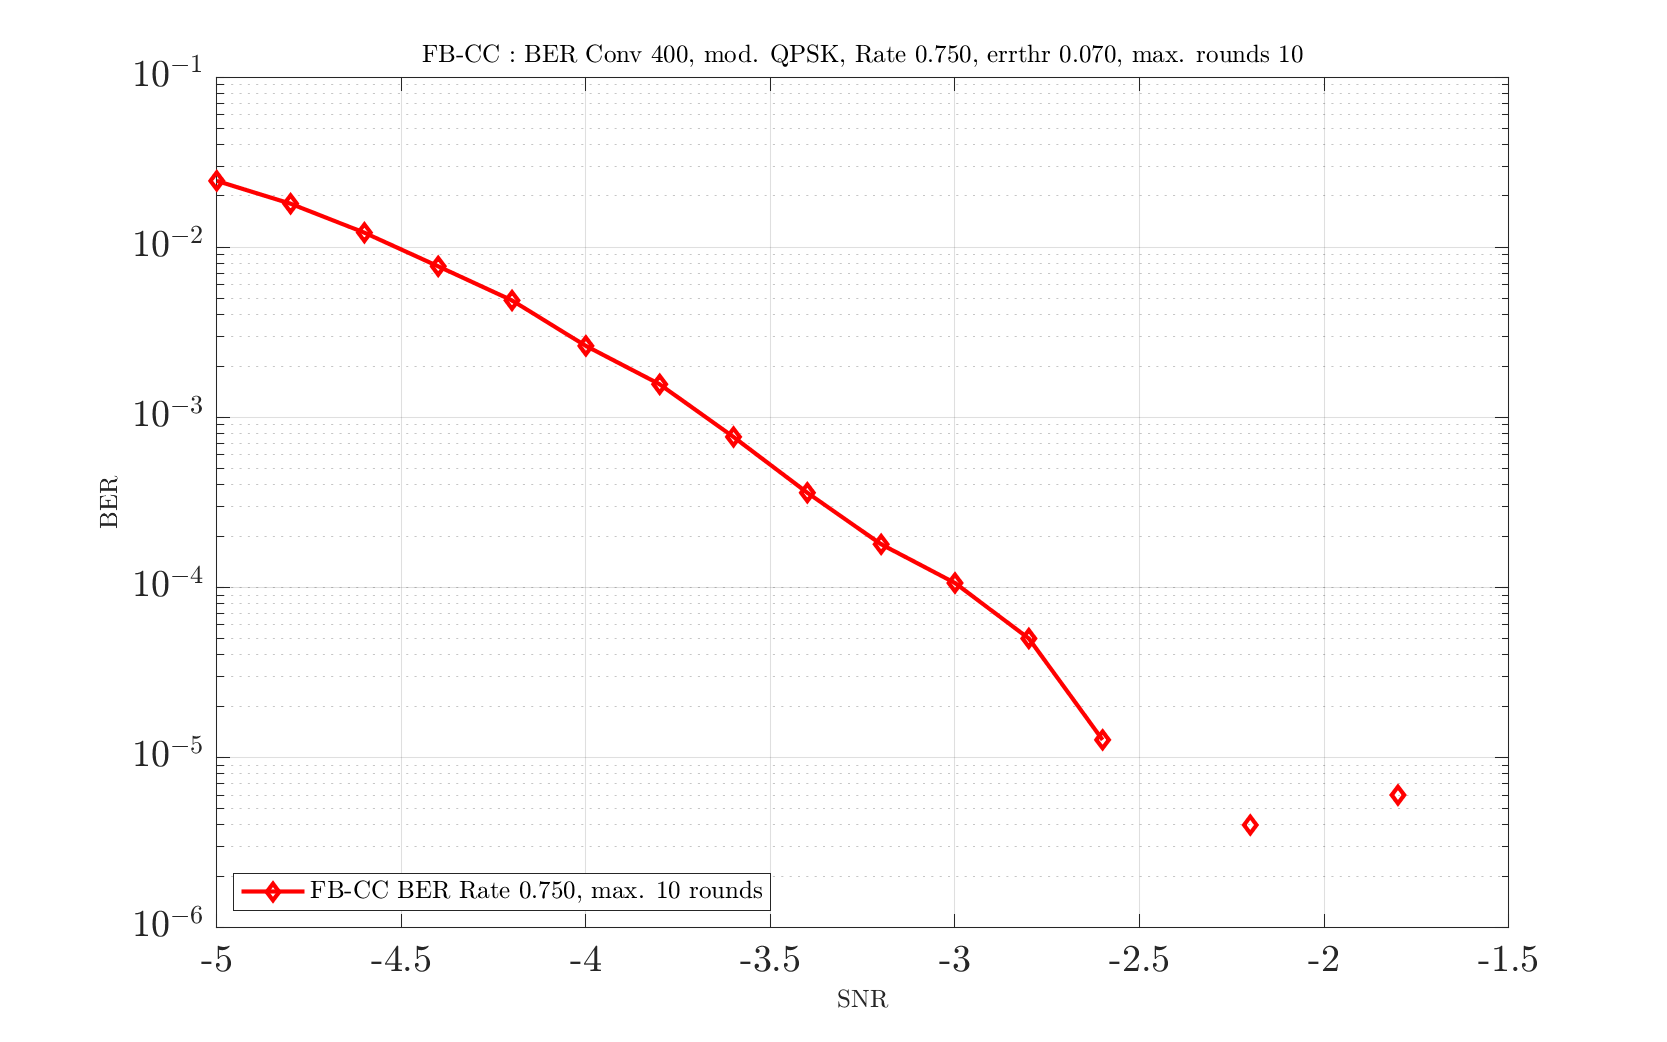 FB-CC : BER Conv 400, mod. QPSK, Rate 0.750, errthr 0.070, max. rounds 10
10⁻¹
10⁻²
10⁻³
10⁻⁴
10⁻⁵
10⁻⁶
BER
FB-CC BER Rate 0.750, max. 10 rounds
-5 -4.5 -4 -3.5 -3 -2.5 -2 -1.5
SNR